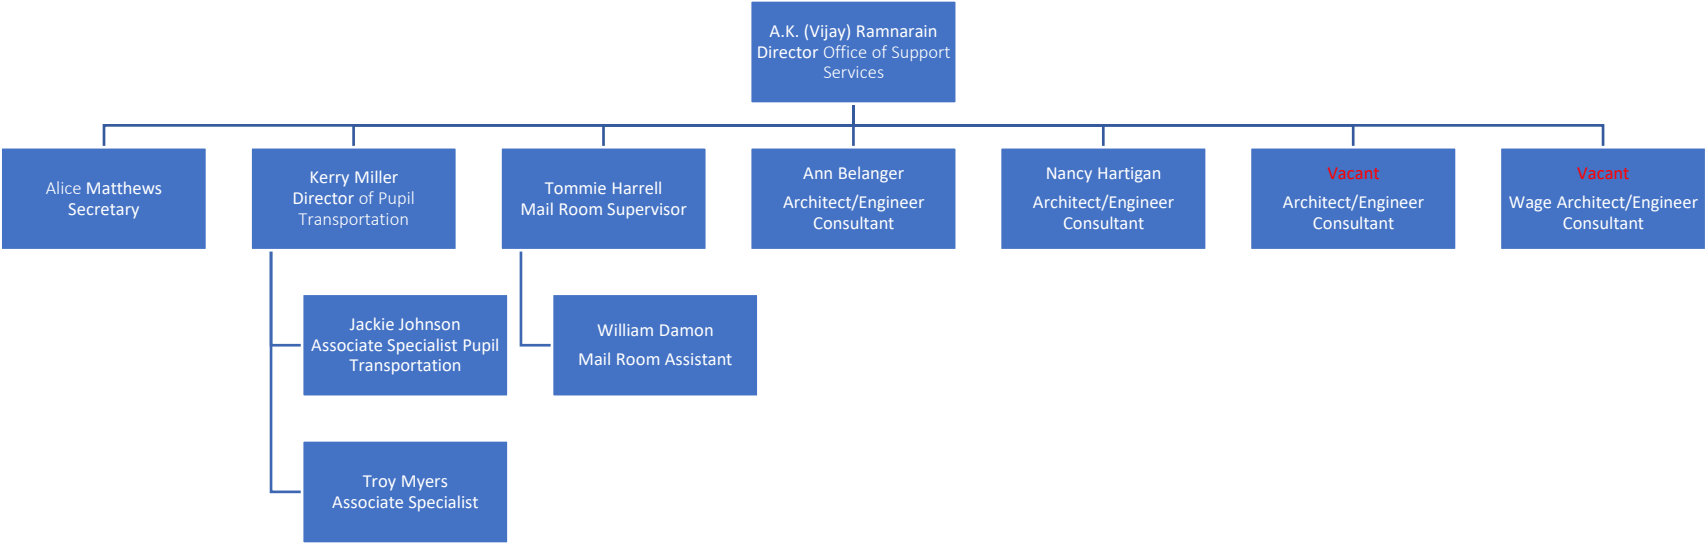 A.K. (Vijay) Ramnarain
Director Office of Support
Services
Alice Matthews
Secretary
Kerry Miller
Director of Pupil
Transportation
Tommie Harrell
Mail Room Supervisor
Ann Belanger
Architect/Engineer
Consultant
Nancy Hartigan
Architect/Engineer
Consultant
Vacant
Architect/Engineer
Consultant
Vacant
Wage Architect/Engineer
Consultant
Jackie Johnson
Associate Specialist Pupil
Transportation
William Damon
Mail Room Assistant
Troy Myers
Associate Specialist